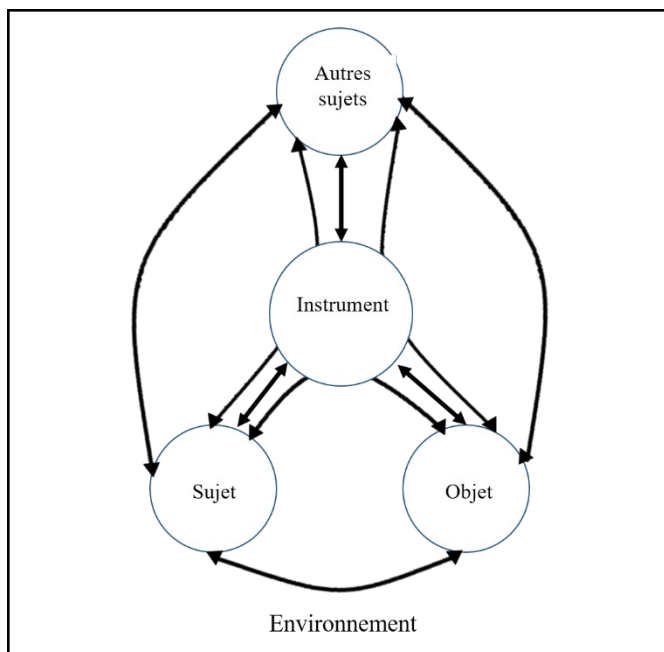 Autres
sujets
Instrument
Sujet
Objet
Environnement